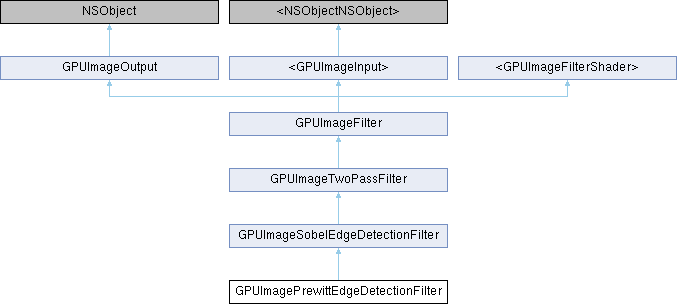 NSObject
<NSObjectNSObject>
GPUImageOutput
<GPUImageInput>
<GPUImageFilterShader>
GPUImageFilter
GPUImageTwoPassFilter
GPUImageSobelEdgeDetectionFilter
GPUImagePrewittEdgeDetectionFilter